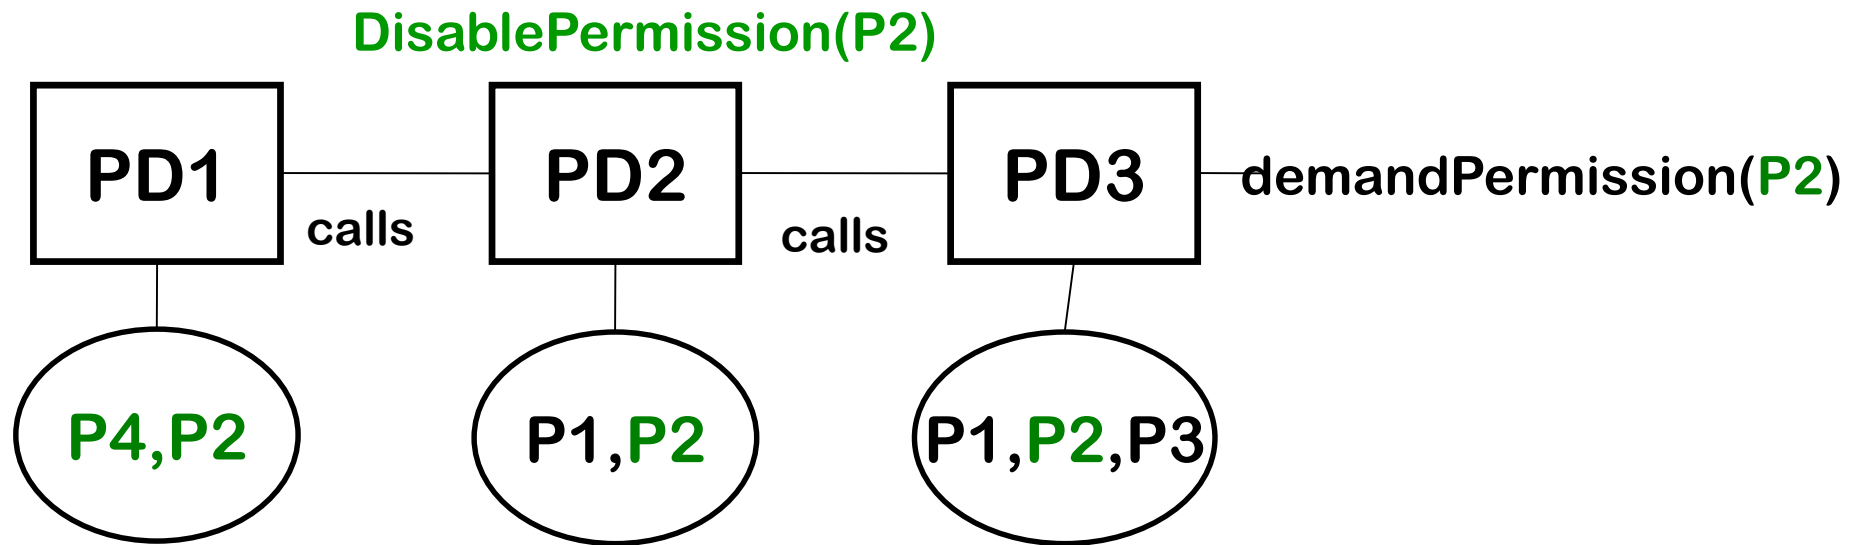 DisablePermission(P2)
PD1
PD2
PD3
demandPermission(P2)
calls
calls
P4,P2
P1,P2
P1,P2,P3